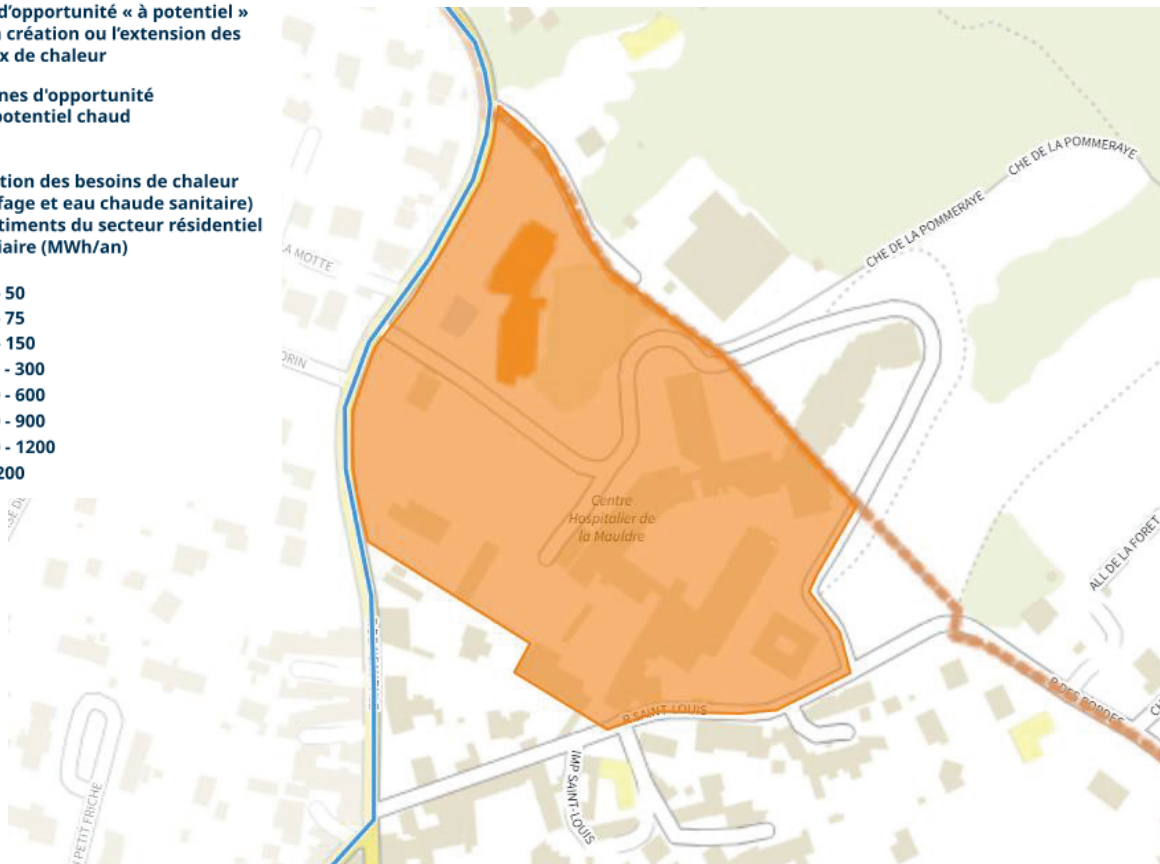 d'opportunité « à potentiel »
création ou l'extension des
x de chaleur
nes d'opportunité
potentiel chaud
tion des besoins de chaleur
fage et eau chaude sanitaire)
timents du secteur résidentiel
iaire (MWh/an)
50
75
150
- 300
- 600
- 900
- 1200
200
A MOTTE
ORIN
CHE DE LA POMMERAYE
CHE DE LA POMMERAYE
Centre
Hospitalier de
la Mauldre
ALL DE LA FORET
R SAINT-LOUIS
R DES BORDES
IMP SAINT-LOUIS
PETIT FRICHE